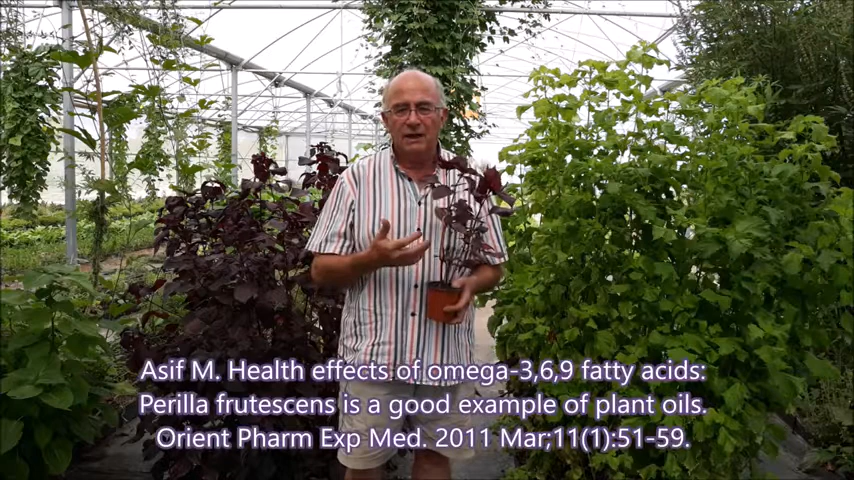 Asif M. Health effects of omega-3,6,9 fatty acids:
Perilla frutescens is a good example of plant oils.
Orient Pharm Exp Med. 2011 Mar;11(1):51-59.